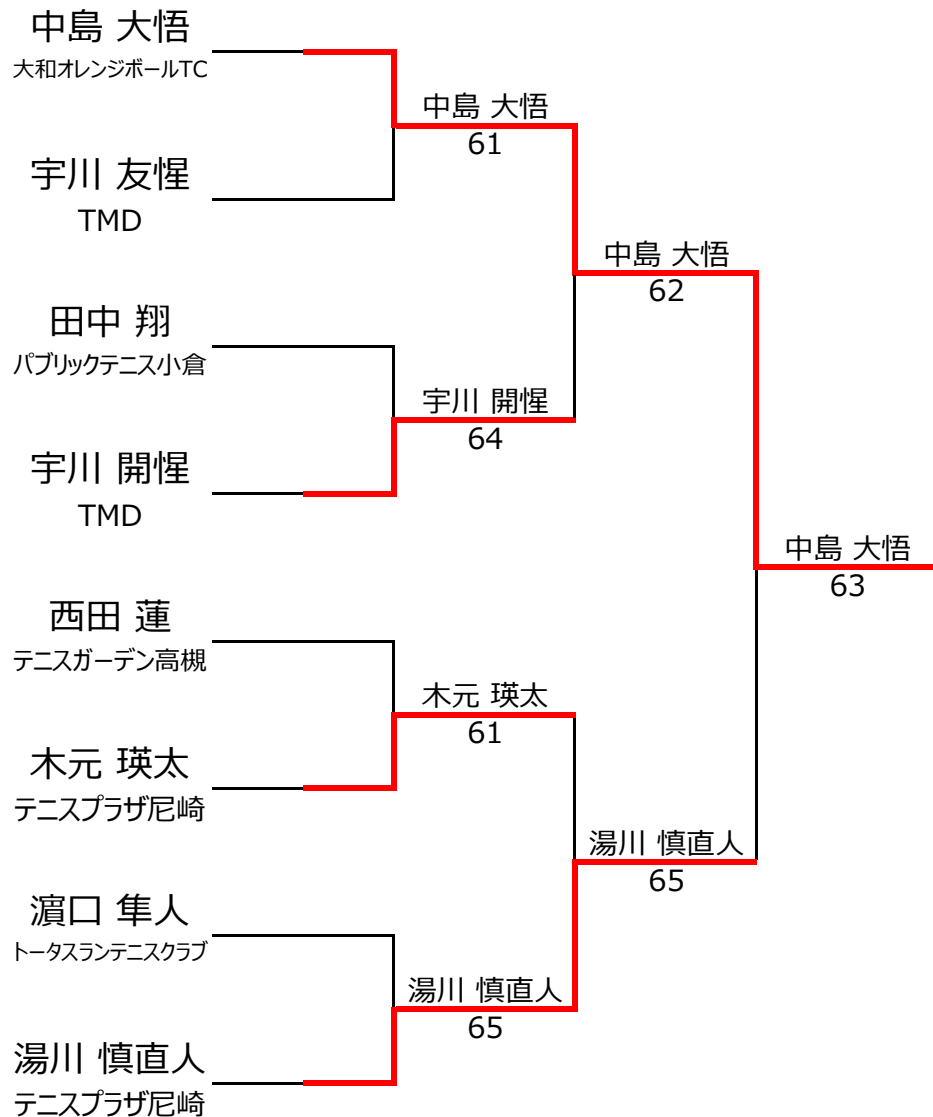 中島 大悟
大和オレンジボールTC
中島 大悟
61
宇川 友惺
TMD
中島 大悟
62
田中 翔
パブリックテニス小倉
宇川 開惺
64
宇川 開惺
TMD
中島 大悟
63
西田 蓮
テニスガーデン高槻
木元 瑛太
61
木元 瑛太
テニスプラザ尼崎
湯川 慎直人
65
濵口 隼人
トータスランテニスクラブ
湯川 慎直人
65
湯川 慎直人
テニスプラザ尼崎